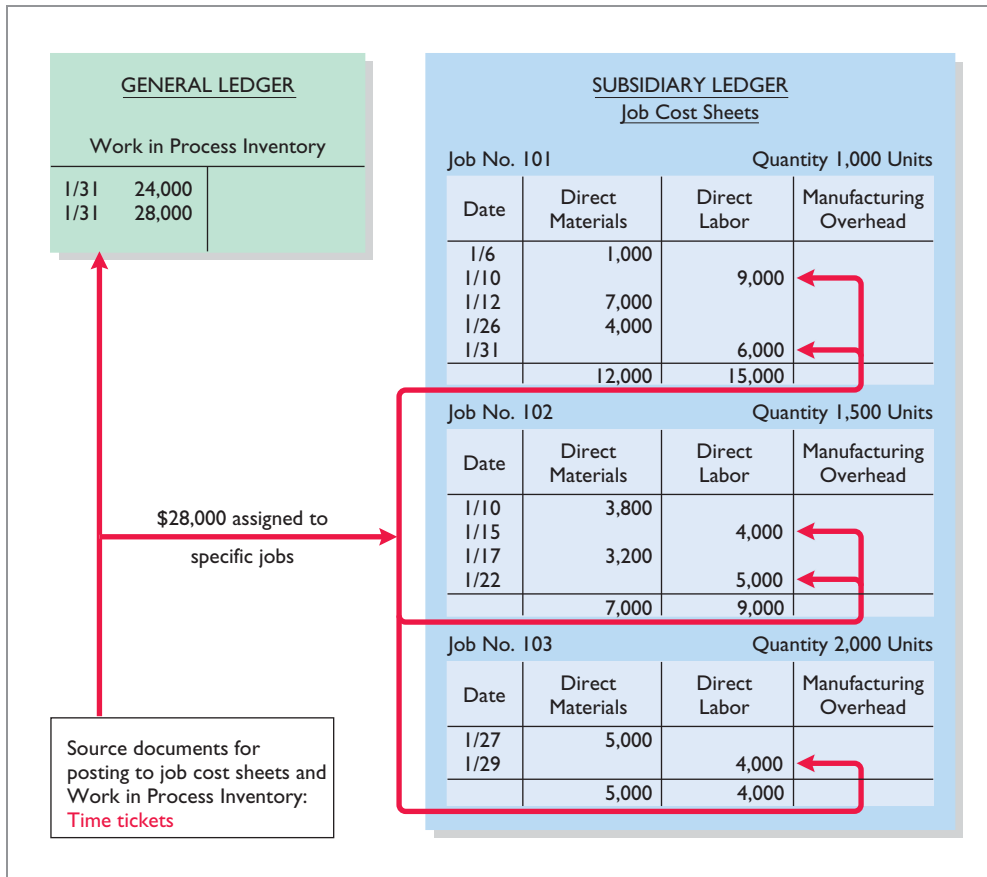 GENERAL LEDGER
Work in Process Inventory
1/31 24,000
1/31 28,000
SUBSIDIARY LEDGER
Job Cost Sheets
Job No. 101 Quantity 1,000 Units
Date Direct Materials Direct Labor Manufacturing Overhead
1/6 1,000
1/10 9,000
1/12 7,000
1/26 4,000
1/31 6,000
12,000 15,000
Job No. 102 Quantity 1,500 Units
Date Direct Materials Direct Labor Manufacturing Overhead
1/10 3,800
1/15 4,000
1/17 3,200
1/22 5,000
7,000 9,000
Job No. 103 Quantity 2,000 Units
Date Direct Materials Direct Labor Manufacturing Overhead
1/27 5,000
1/29 4,000
5,000 4,000
$28,000 assigned to
specific jobs
Source documents for
posting to job cost sheets and
Work in Process Inventory:
Time tickets